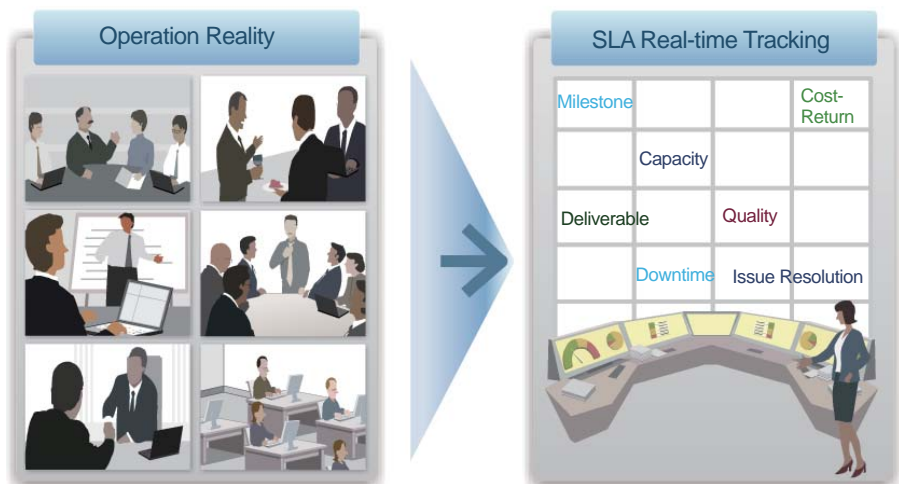 Operation Reality
SLA Real-time Tracking
Milestone
Cost-
Return
Capacity
Deliverable
Quality
Downtime
Issue Resolution